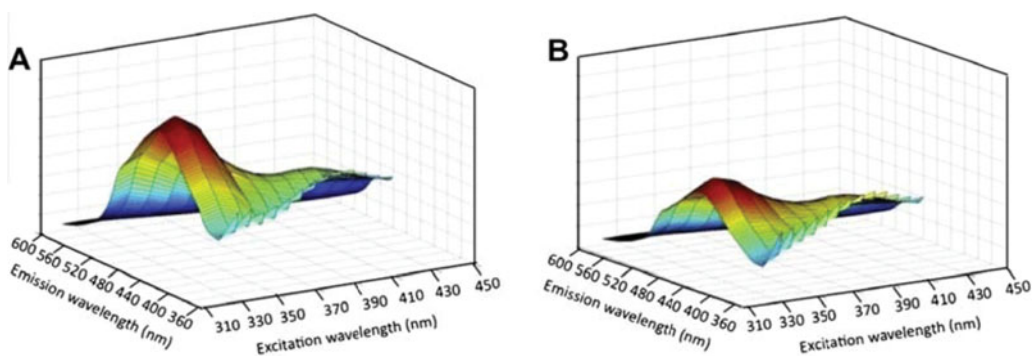 A
600 560 520 480 440 400 360
Emission wavelength (nm)
310 330 350 370 390 410 430 450
Excitation wavelength (nm)
B
600 560 520 480 440 400 360
Emission wavelength (nm)
310 330 350 370 390 410 430 450
Excitation wavelength (nm)